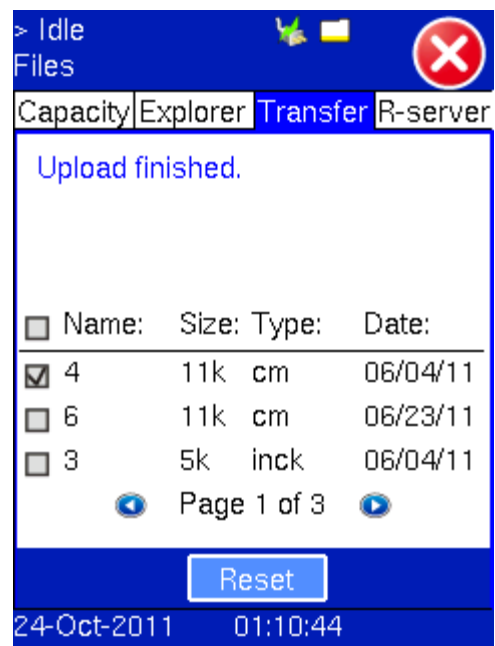 > Idle
Files
Capacity Explorer Transfer R-server
Upload finished.
Name: Size: Type: Date:
4 11k cm 06/04/11
6 11k cm 06/23/11
3 5k inck 06/04/11
Page 1 of 3
Reset
24-Oct-2011 01:10:44